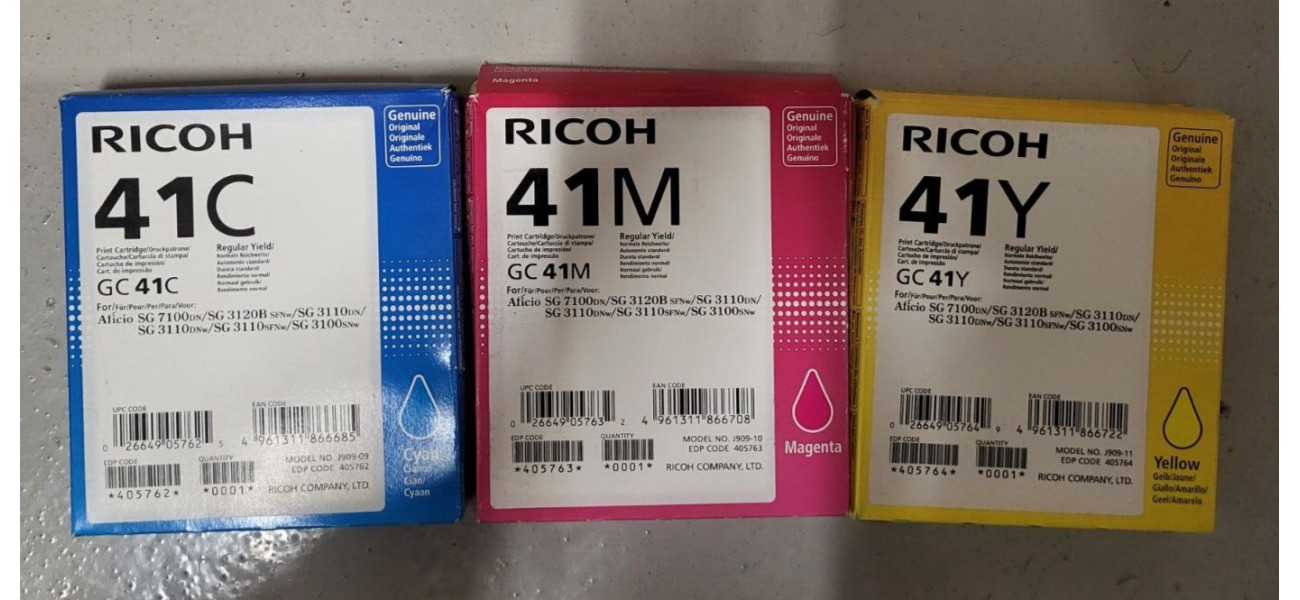 RICOH
Genuine
Original
Originale
Authentiek
Genuino
41C
Print Cartridge/Druckpatrone/
Cartouche/Cartuccia di stampa/
Cartucho de impresión/
Cart. de impressão
Regular Yield/
Normale Reichweite/
Autonomie standard/
Durata standard/
Rendimiento normal/
Normaal gebruik/
Rendimento normal
GC 41C
For/Für/Pour/Per/Para/Voor:
Aficio SG 7100DN/SG 3120B SFNw/SG 3110DN/
SG 3110DNw/SG 3110SFNw/SG 3100SNw
UPC CODE
0 26649 05762 5
EAN CODE
4 961311 866685
EDP CODE
*405762*
QUANTITY
*0001*
MODEL NO. J909-09
EDP CODE 405762
RICOH COMPANY, LTD.
Cyan
Cian/
Cyaan
Magenta
RICOH
Genuine
Original
Originale
Authentiek
Genuino
41M
Print Cartridge/Druckpatrone/
Cartouche/Cartuccia di stampa/
Cartucho de impresión/
Cart. de impressão
Regular Yield/
Normale Reichweite/
Autonomie standard/
Durata standard/
Rendimiento normal/
Normaal gebruik/
Rendimento normal
GC 41M
For/Für/Pour/Per/Para/Voor:
Aficio SG 7100DN/SG 3120B SFNw/SG 3110DN/
SG 3110DNw/SG 3110SFNw/SG 3100SNw
UPC CODE
0 26649 05763 2
EAN CODE
4 961311 866708
EDP CODE
*405763*
QUANTITY
*0001*
MODEL NO. J909-10
EDP CODE 405763
RICOH COMPANY, LTD.
Magenta
RICOH
Genuine
Original
Originale
Authentiek
Genuino
41Y
Print Cartridge/Druckpatrone/
Cartouche/Cartuccia di stampa/
Cartucho de impresión/
Cart. de impressão
Regular Yield/
Normale Reichweite/
Autonomie standard/
Durata standard/
Rendimiento normal/
Normaal gebruik/
Rendimento normal
GC 41Y
For/Für/Pour/Per/Para/Voor:
Aficio SG 7100DN/SG 3120B SFNw/SG 3110DN/
SG 3110DNw/SG 3110SFNw/SG 3100SNw
UPC CODE
0 26649 05764 9
EAN CODE
4 961311 866722
EDP CODE
*405764*
QUANTITY
*0001*
MODEL NO. J909-11
EDP CODE 405764
RICOH COMPANY, LTD.
Yellow
Gelb/Jaune/
Giallo/Amarillo/
Geel/Amarelo